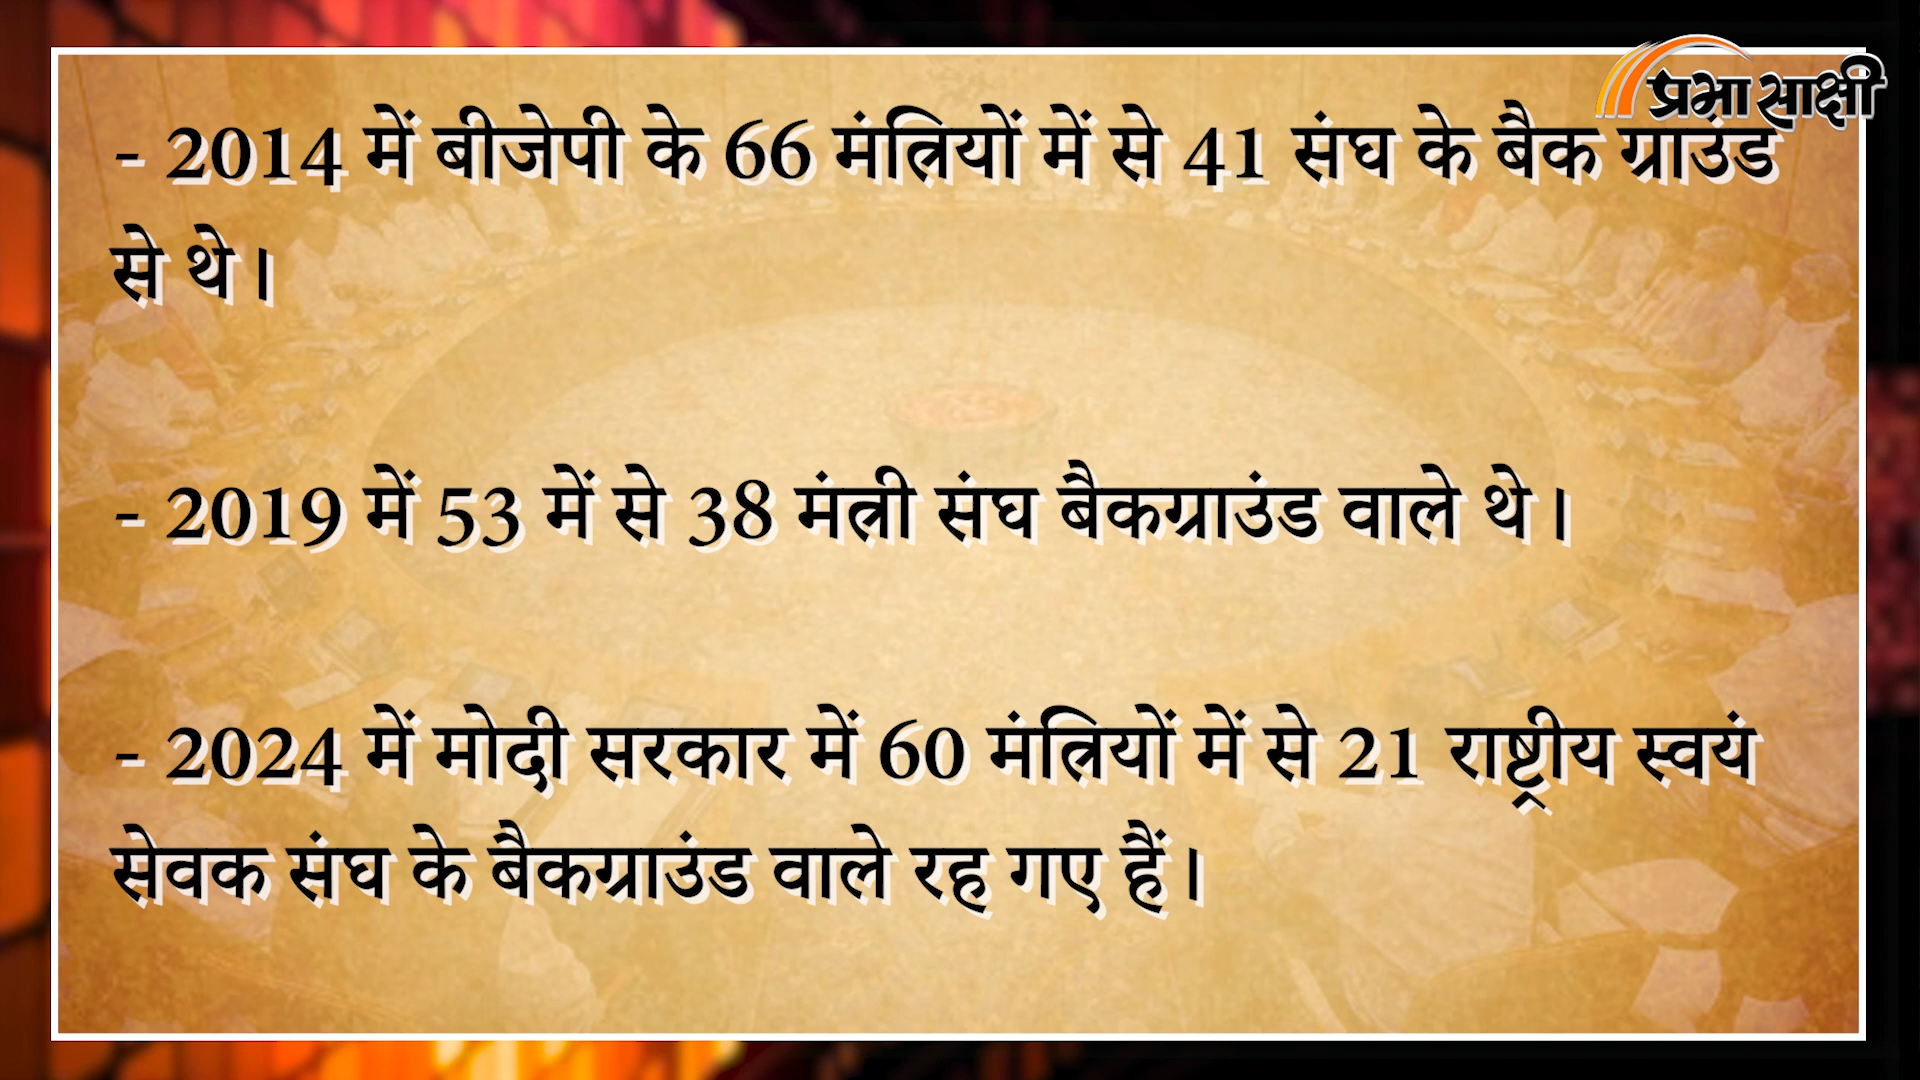 प्रभा साक्षी
- 2014 में बीजेपी के 66 मंत्रियों में से 41 संघ के बैक ग्राउंड
से थे।
- 2019 में 53 में से 38 मंत्री संघ बैकग्राउंड वाले थे।
- 2024 में मोदी सरकार में 60 मंत्रियों में से 21 राष्ट्रीय स्वयं
सेवक संघ के बैकग्राउंड वाले रह गए हैं।